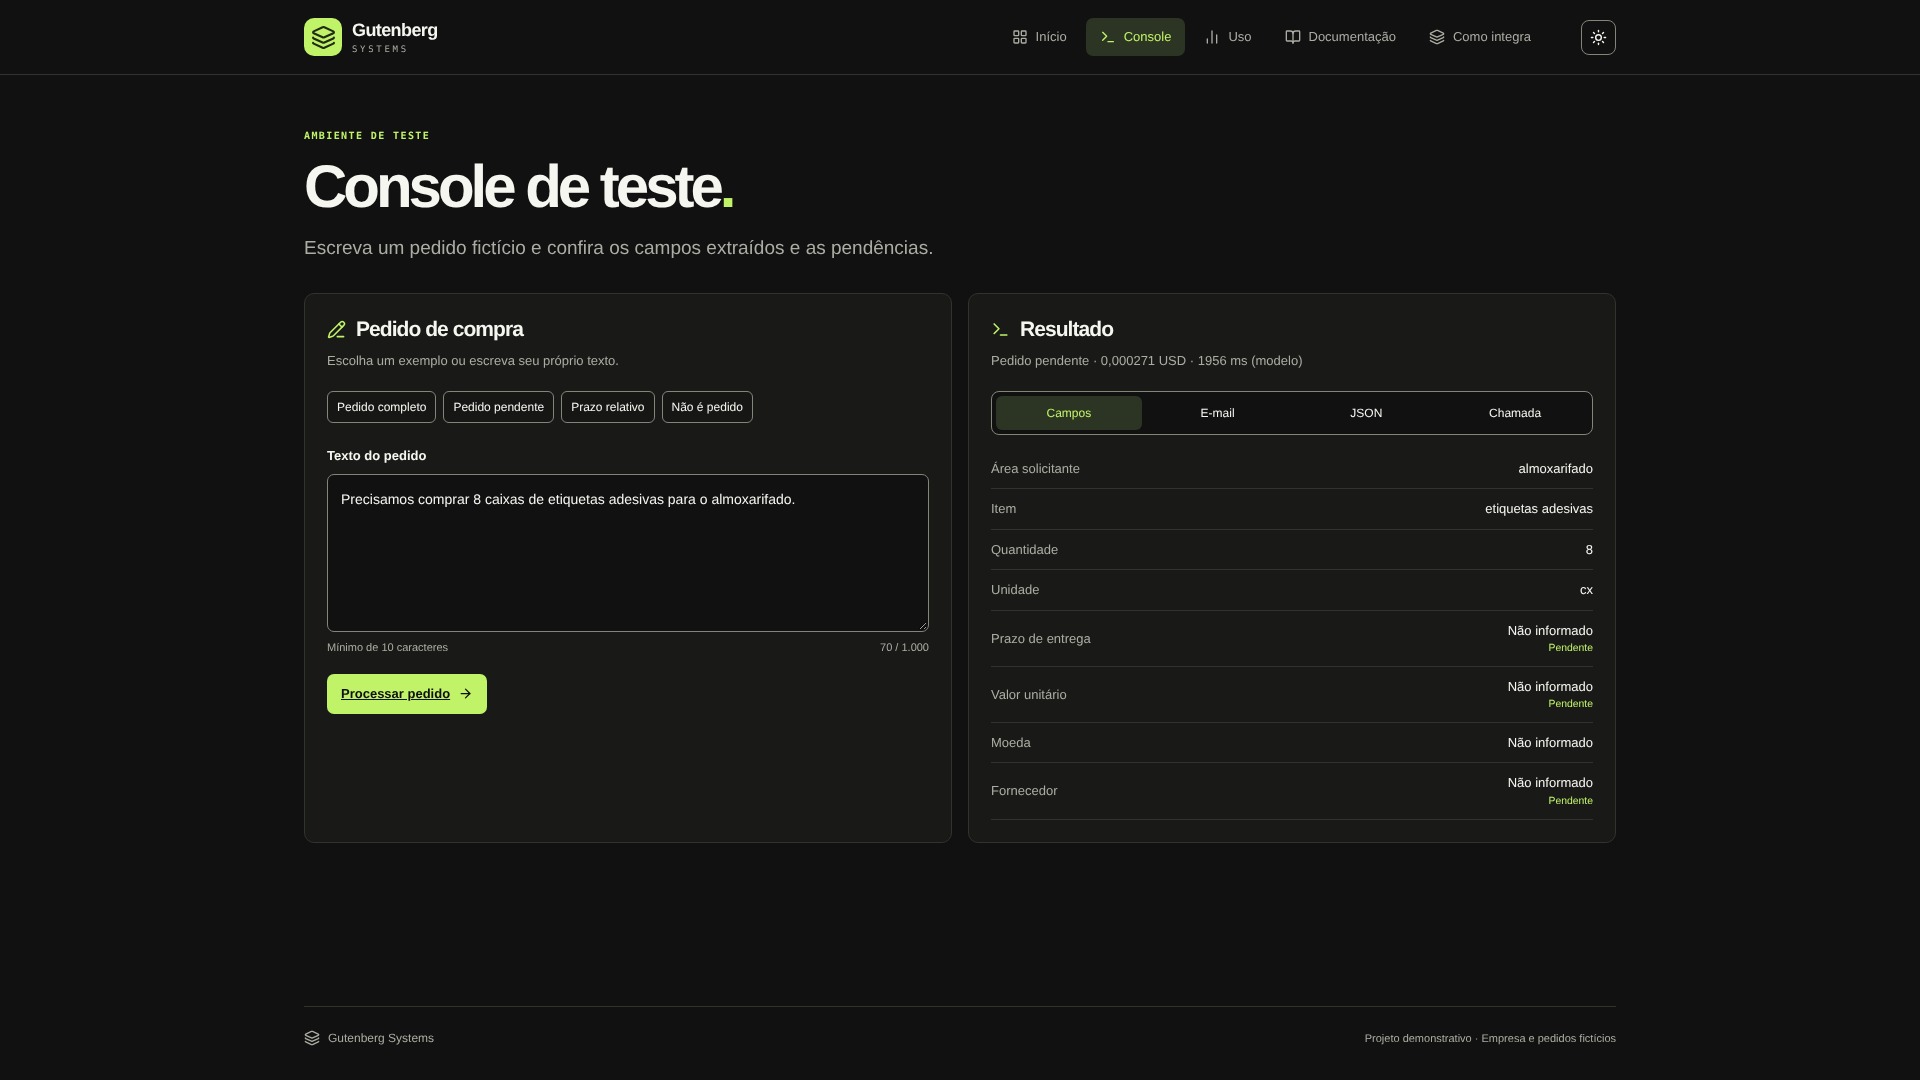 Gutenberg
SYSTEMS
Início
Console
Uso
Documentação
Como integra
AMBIENTE DE TESTE
Console de teste.
Escreva um pedido fictício e confira os campos extraídos e as pendências.
Pedido de compra
Escolha um exemplo ou escreva seu próprio texto.
Pedido completo
Pedido pendente
Prazo relativo
Não é pedido
Texto do pedido
Precisamos comprar 8 caixas de etiquetas adesivas para o almoxarifado.
Mínimo de 10 caracteres
70 / 1.000
Processar pedido
Resultado
Pedido pendente · 0,000271 USD · 1956 ms (modelo)
Campos
E-mail
JSON
Chamada
Área solicitante
almoxarifado
Item
etiquetas adesivas
Quantidade
8
Unidade
cx
Prazo de entrega
Não informado
Pendente
Valor unitário
Não informado
Pendente
Moeda
Não informado
Fornecedor
Não informado
Pendente
Gutenberg Systems
Projeto demonstrativo · Empresa e pedidos fictícios